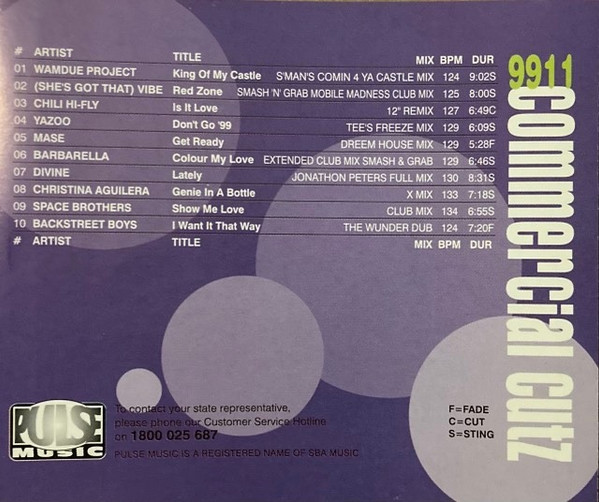 # ARTIST TITLE MIX BPM DUR
01 WAMDUE PROJECT King Of My Castle S'MAN'S COMIN 4 YA CASTLE MIX 124 9:02S
02 (SHE'S GOT THAT) VIBE Red Zone SMASH 'N' GRAB MOBILE MADNESS CLUB MIX 125 8:00S
03 CHILI HI-FLY Is It Love 12" REMIX 127 6:49C
04 YAZOO Don't Go '99 TEE'S FREEZE MIX 129 6:09S
05 MASE Get Ready DREEM HOUSE MIX 129 5:28F
06 BARBARELLA Colour My Love EXTENDED CLUB MIX SMASH & GRAB 129 6:46S
07 DIVINE Lately JONATHON PETERS FULL MIX 130 8:31S
08 CHRISTINA AGUILERA Genie In A Bottle X MIX 133 7:18S
09 SPACE BROTHERS Show Me Love CLUB MIX 134 6:55S
10 BACKSTREET BOYS I Want It That Way THE WUNDER DUB 124 7:20F
# ARTIST TITLE MIX BPM DUR
9911
commercial cutz
PULSE
MUSIC
To contact your state representative,
please phone our Customer Service Hotline
on 1800 025 687
PULSE MUSIC IS A REGISTERED NAME OF SBA MUSIC
F=FADE
C=CUT
S=STING